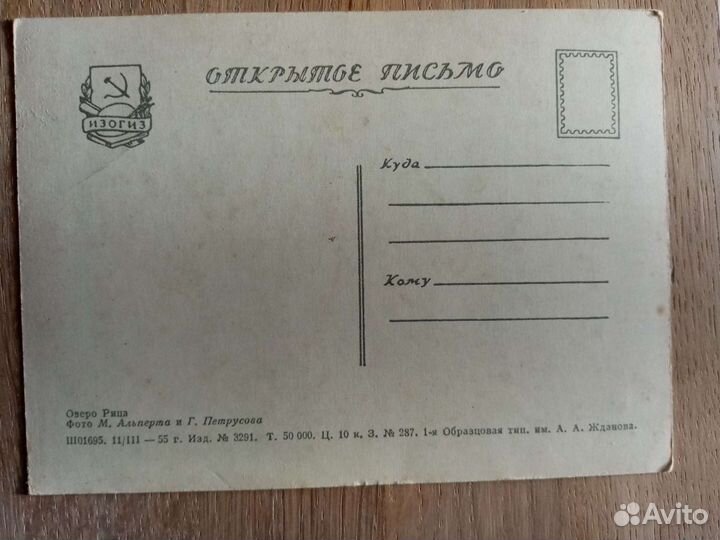 ИЗОГИЗ
ОТКРЫТОЕ ПИСЬМО
Куда
Кому
Озеро Рица
Фото М. Альперта и Г. Петрусова
Ш01695. 11/III — 55 г. Изд. № 3291. Т. 50 000. Ц. 10 к. З. № 287. 1-я Образцовая тип. им. А. А. Жданова.
Avito